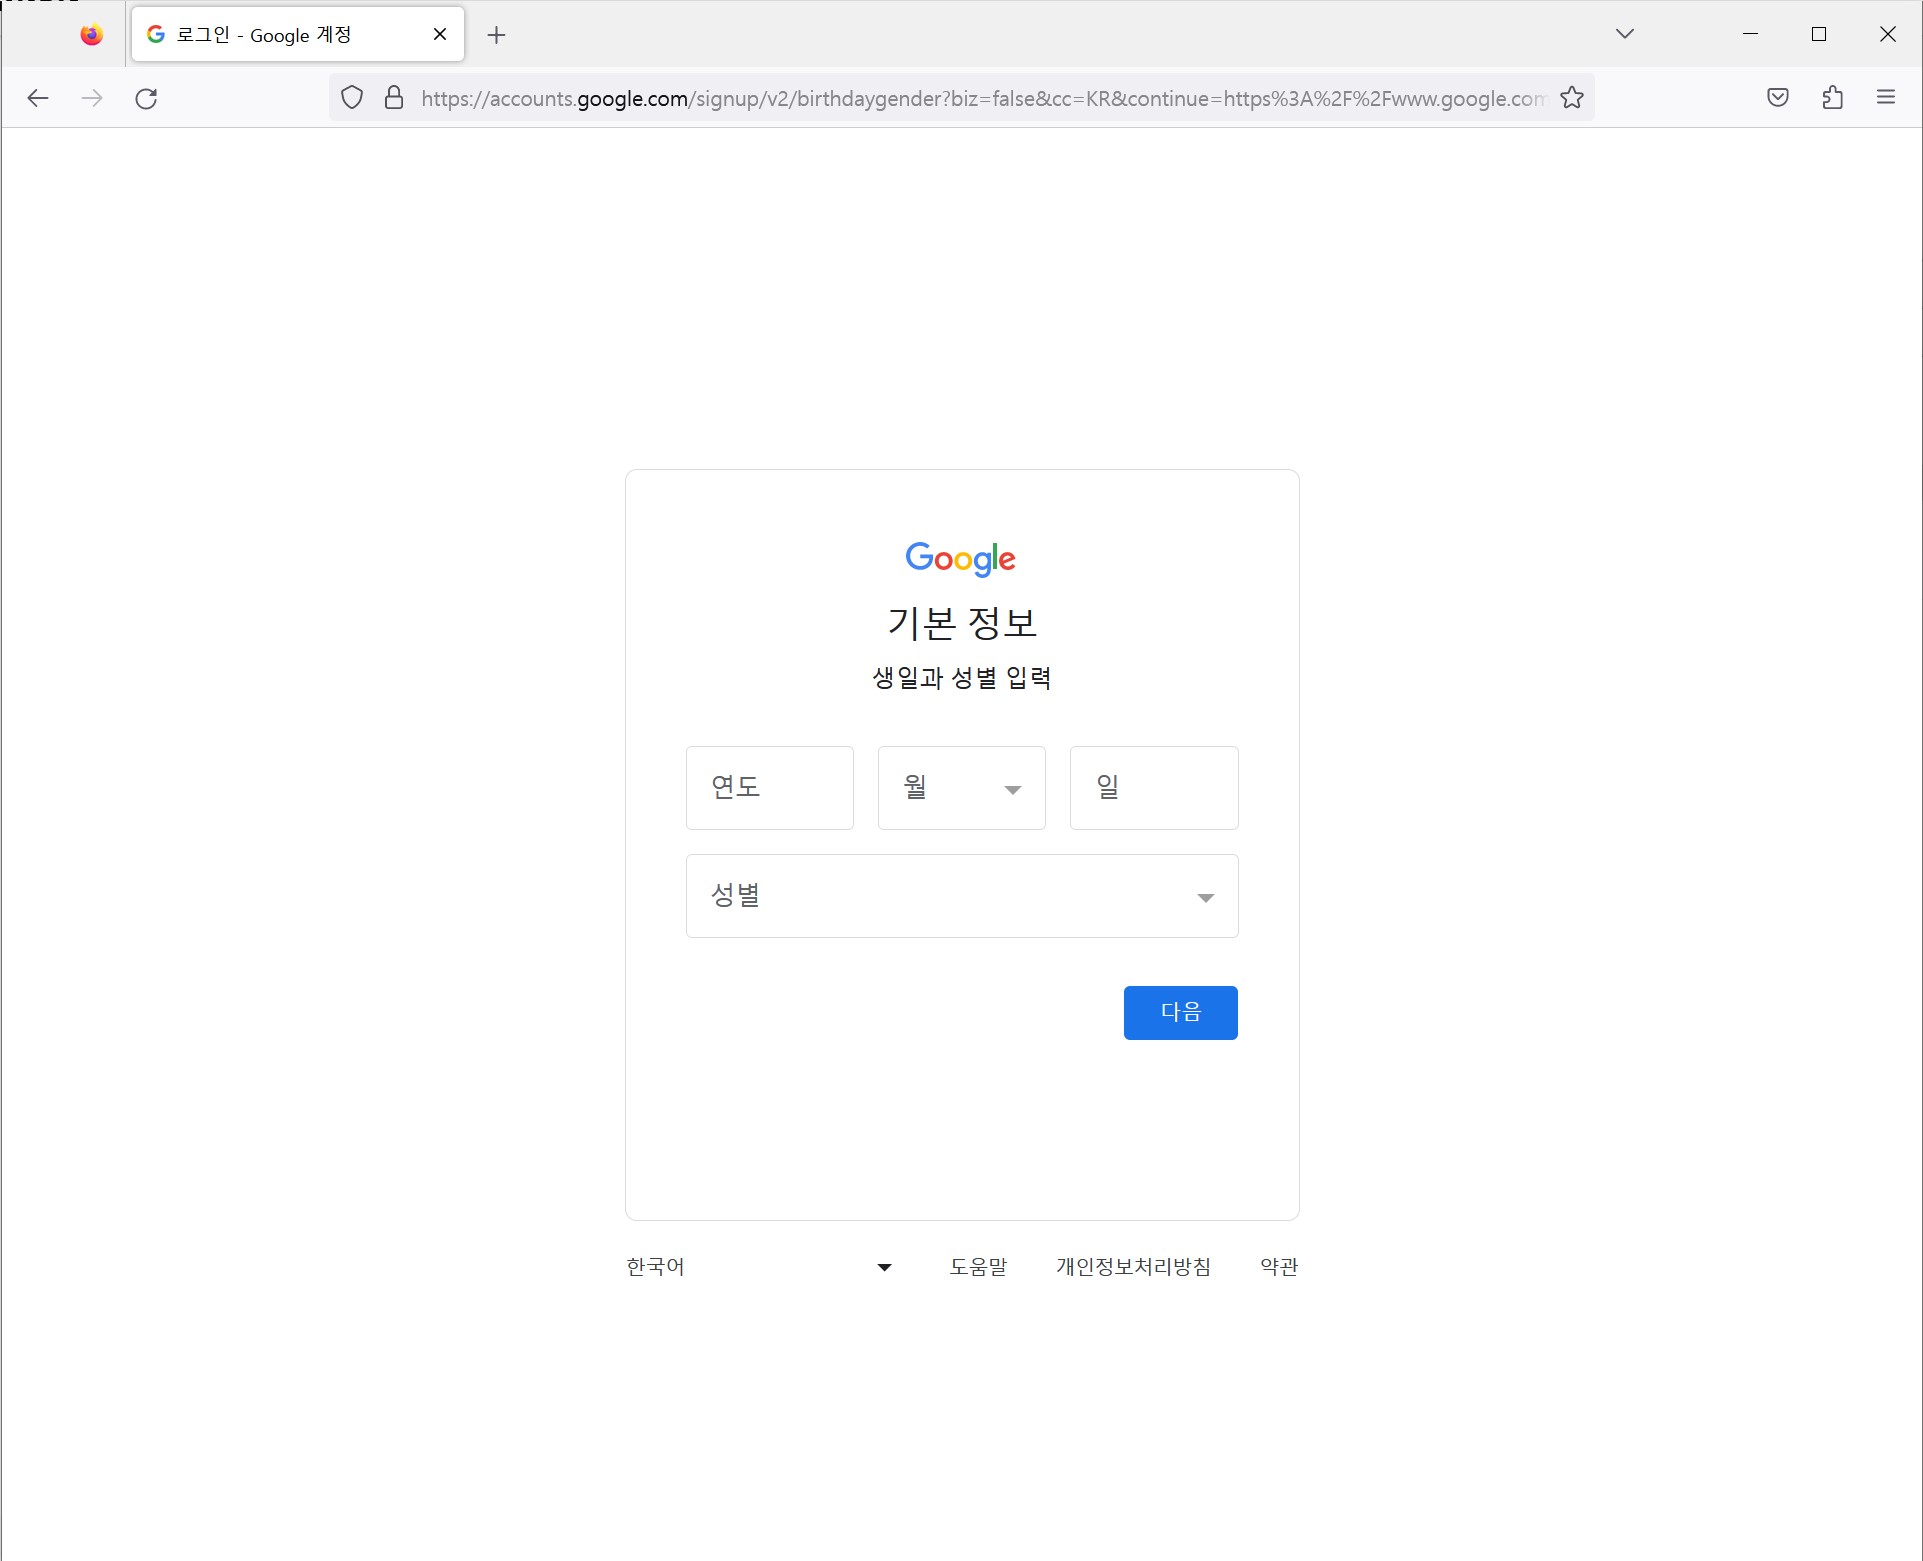 로그인 - Google 계정
https://accounts.google.com/signup/v2/birthdaygender?biz=false&cc=KR&continue=https%3A%2F%2Fwww.google.com
Google
기본 정보
생일과 성별 입력
연도 월 일
성별
다음
한국어 도움말 개인정보처리방침 약관